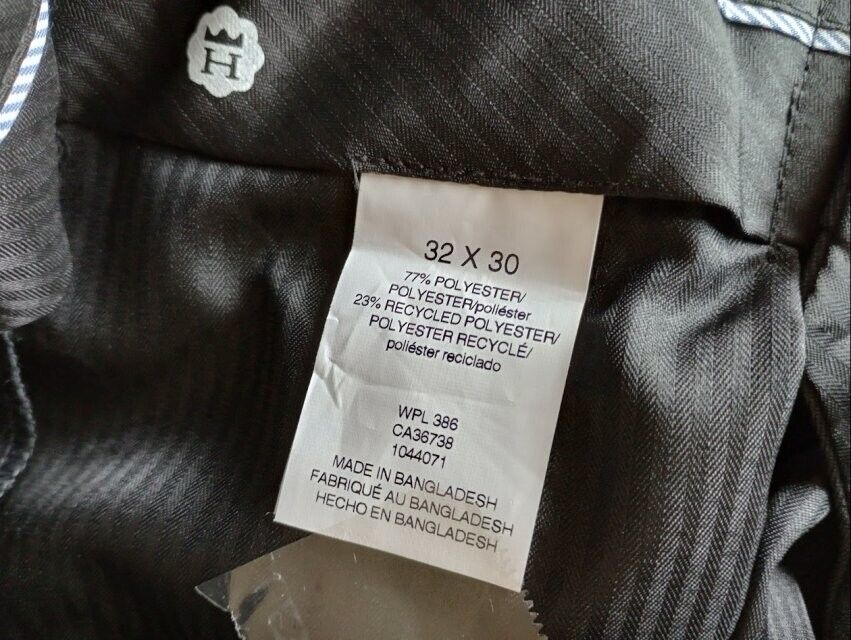 H
32 X 30
77% POLYESTER/
POLYESTER/poliéster
23% RECYCLED POLYESTER/
POLYESTER RECYCLÉ/
poliéster reciclado
WPL 386
CA36738
1044071
MADE IN BANGLADESH
FABRIQUÉ AU BANGLADESH
HECHO EN BANGLADESH